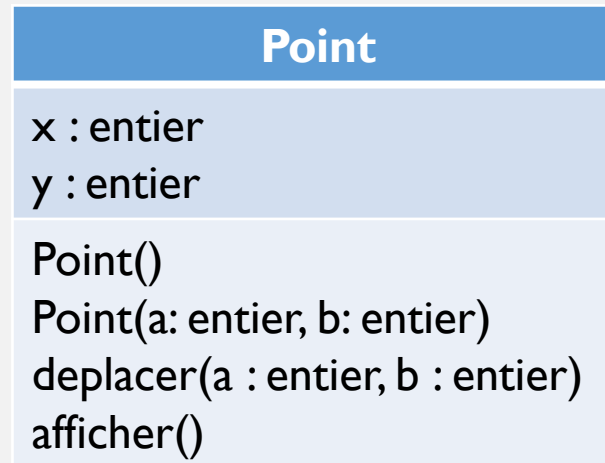 Point
x : entier
y : entier
Point()
Point(a: entier, b: entier)
deplacer(a : entier, b : entier)
afficher()